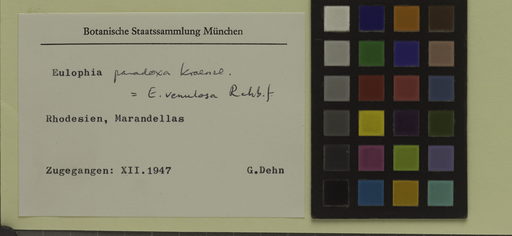 Botanische Staatssammlung München
Eulophia paradoxa Kraenzl.
= E. venulosa Rchb.f
Rhodesien, Marandellas
Zugegangen: XII.1947 G.Dehn